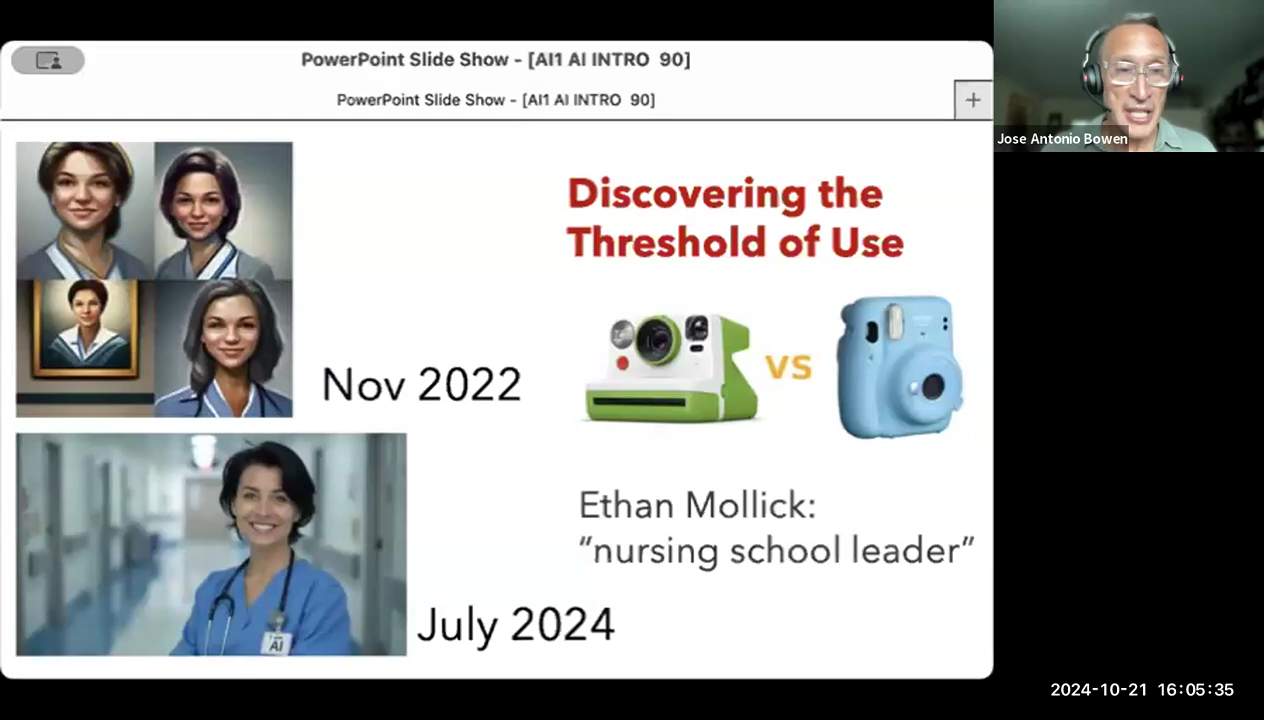 PowerPoint Slide Show - [AI1 AI INTRO 90]
PowerPoint Slide Show - [AI1 AI INTRO 90]
+
Jose Antonio Bowen
Discovering the
Threshold of Use
vs
Nov 2022
Ethan Mollick:
“nursing school leader”
July 2024
AI
2024-10-21 16:05:35